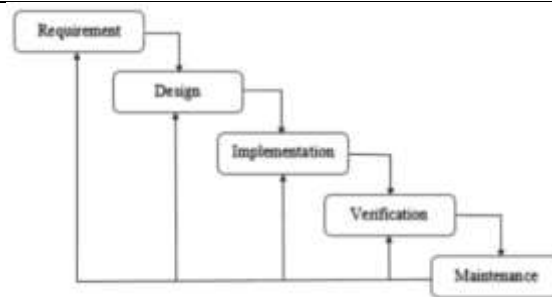 Requirement
Design
Implementation
Verification
Maintenance